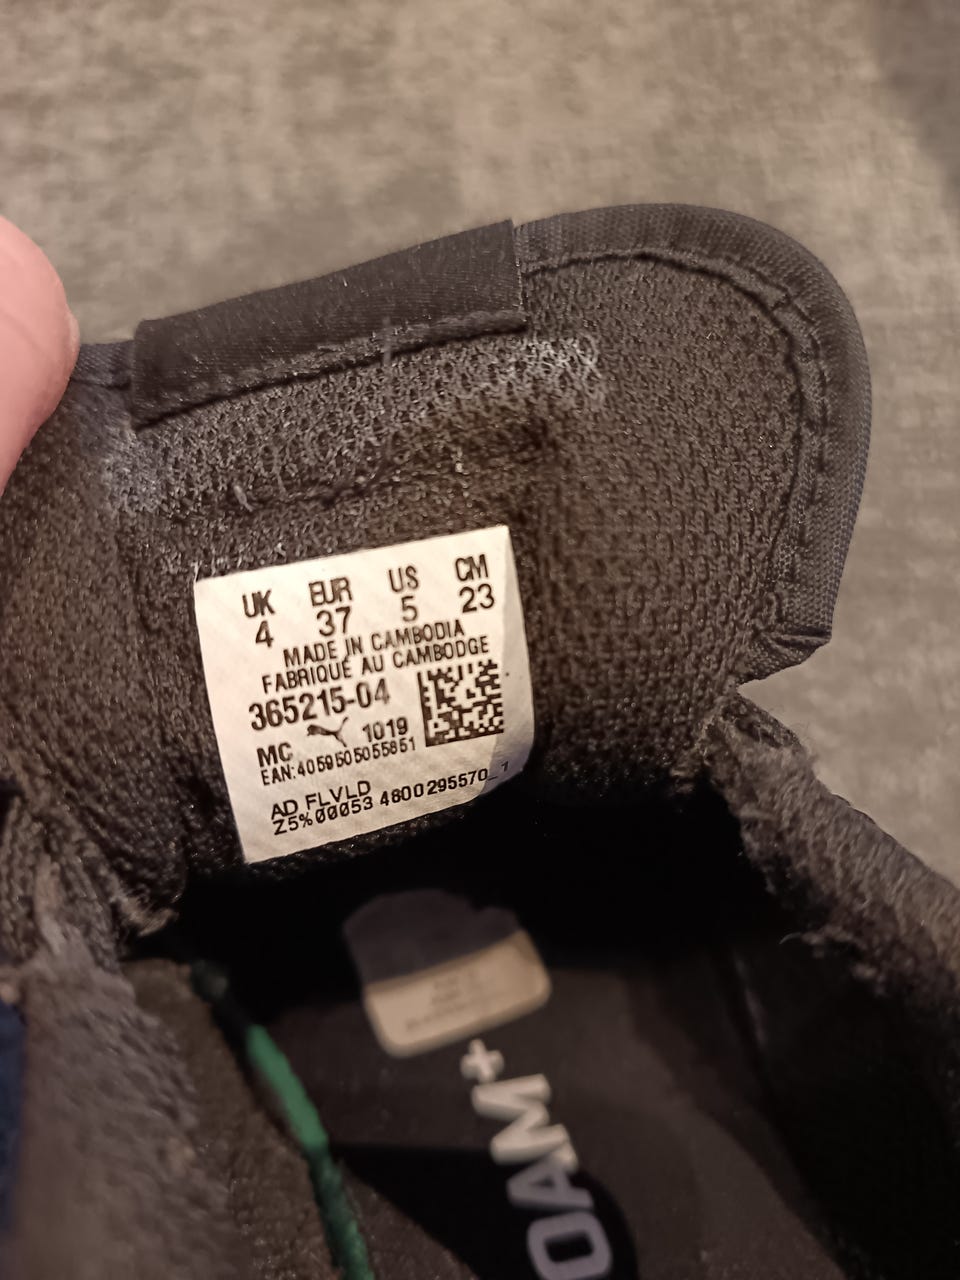 UK EUR US CM
4 37 5 23
MADE IN CAMBODIA
FABRIQUE AU CAMBODGE
365215-04
MC 1019
EAN:4059505055851
AD FLVLD
Z5%00053 4800295570_1
OAM+